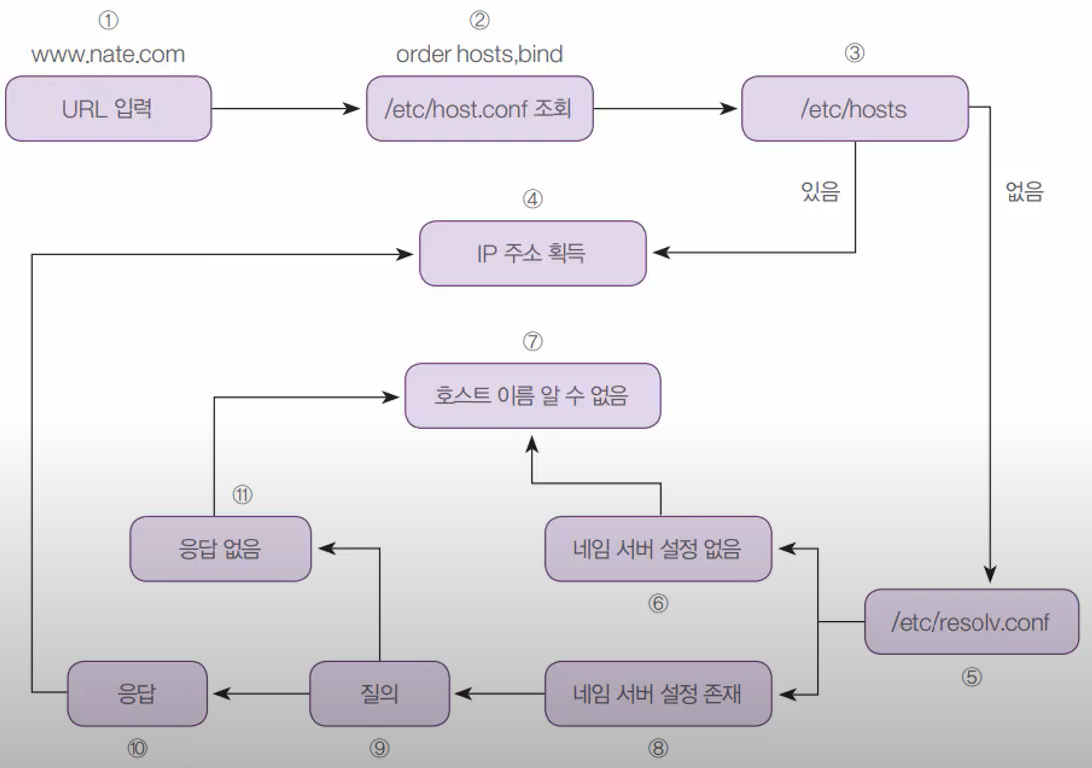 ①
www.nate.com
URL 입력
②
order hosts,bind
/etc/host.conf 조회
③
/etc/hosts
있음
없음
④
IP 주소 획득
⑦
호스트 이름 알 수 없음
⑪
응답 없음
네임 서버 설정 없음
⑥
/etc/resolv.conf
⑤
응답
⑩
질의
⑨
네임 서버 설정 존재
⑧